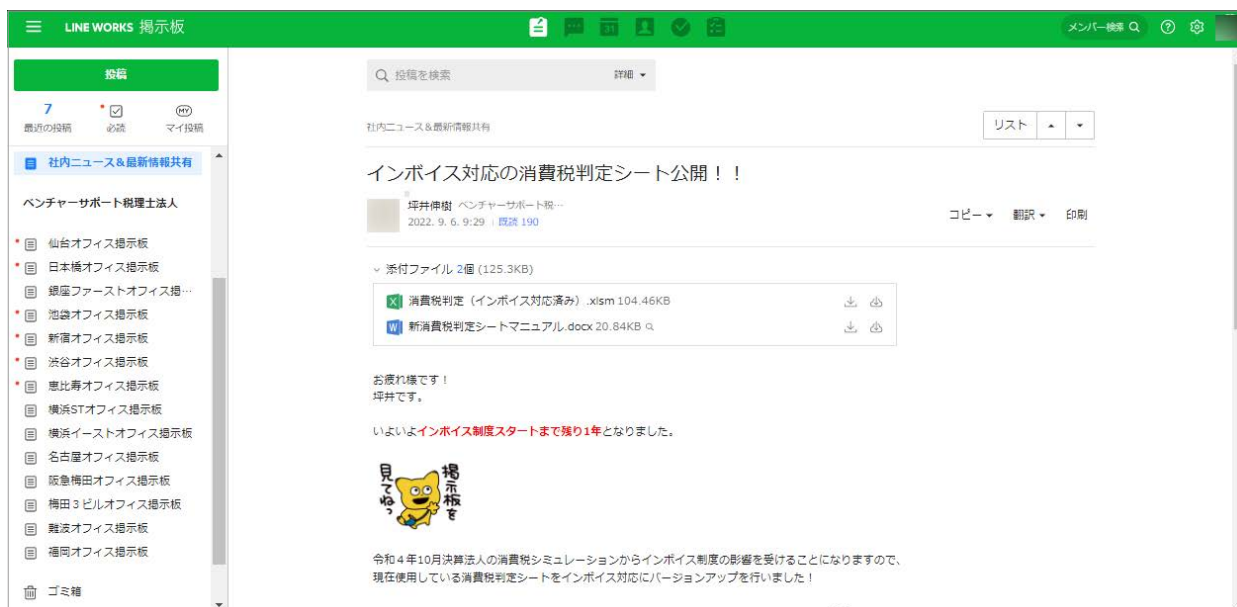 LINE WORKS 掲示板
31
メンバー検索
投稿
7
最近の投稿
必読
MY
マイ投稿
社内ニュース&最新情報共有
ベンチャーサポート税理士法人
仙台オフィス掲示板
日本橋オフィス掲示板
銀座ファーストオフィス掲…
池袋オフィス掲示板
新宿オフィス掲示板
渋谷オフィス掲示板
恵比寿オフィス掲示板
横浜STオフィス掲示板
横浜イーストオフィス掲示板
名古屋オフィス掲示板
阪急梅田オフィス掲示板
梅田3ビルオフィス掲示板
難波オフィス掲示板
福岡オフィス掲示板
ゴミ箱
投稿を検索 詳細
社内ニュース&最新情報共有
リスト
インボイス対応の消費税判定シート公開!!
坪井伸樹 ベンチャーサポート税…
2022. 9. 6. 9:29 既読 190
コピー 翻訳 印刷
添付ファイル 2個 (125.3KB)
消費税判定(インボイス対応済み).xlsm 104.46KB
新消費税判定シートマニュアル.docx 20.84KB
お疲れ様です!
坪井です。
いよいよインボイス制度スタートまで残り1年となりました。
掲示板を
見てねっ
令和4年10月決算法人の消費税シミュレーションからインボイス制度の影響を受けることになりますので、
現在使用している消費税判定シートをインボイス対応にバージョンアップを行いました!